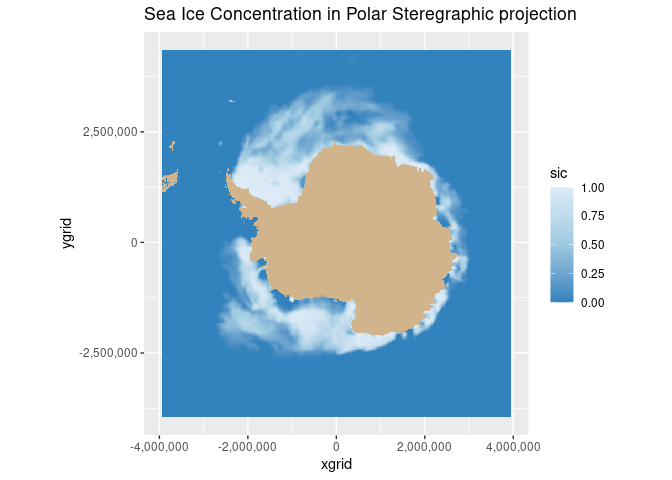 Sea Ice Concentration in Polar Steregraphic projection
2,500,000
0
-2,500,000
ygrid
-4,000,000 -2,000,000 0 2,000,000 4,000,000
xgrid
sic
1.00
0.75
0.50
0.25
0.00